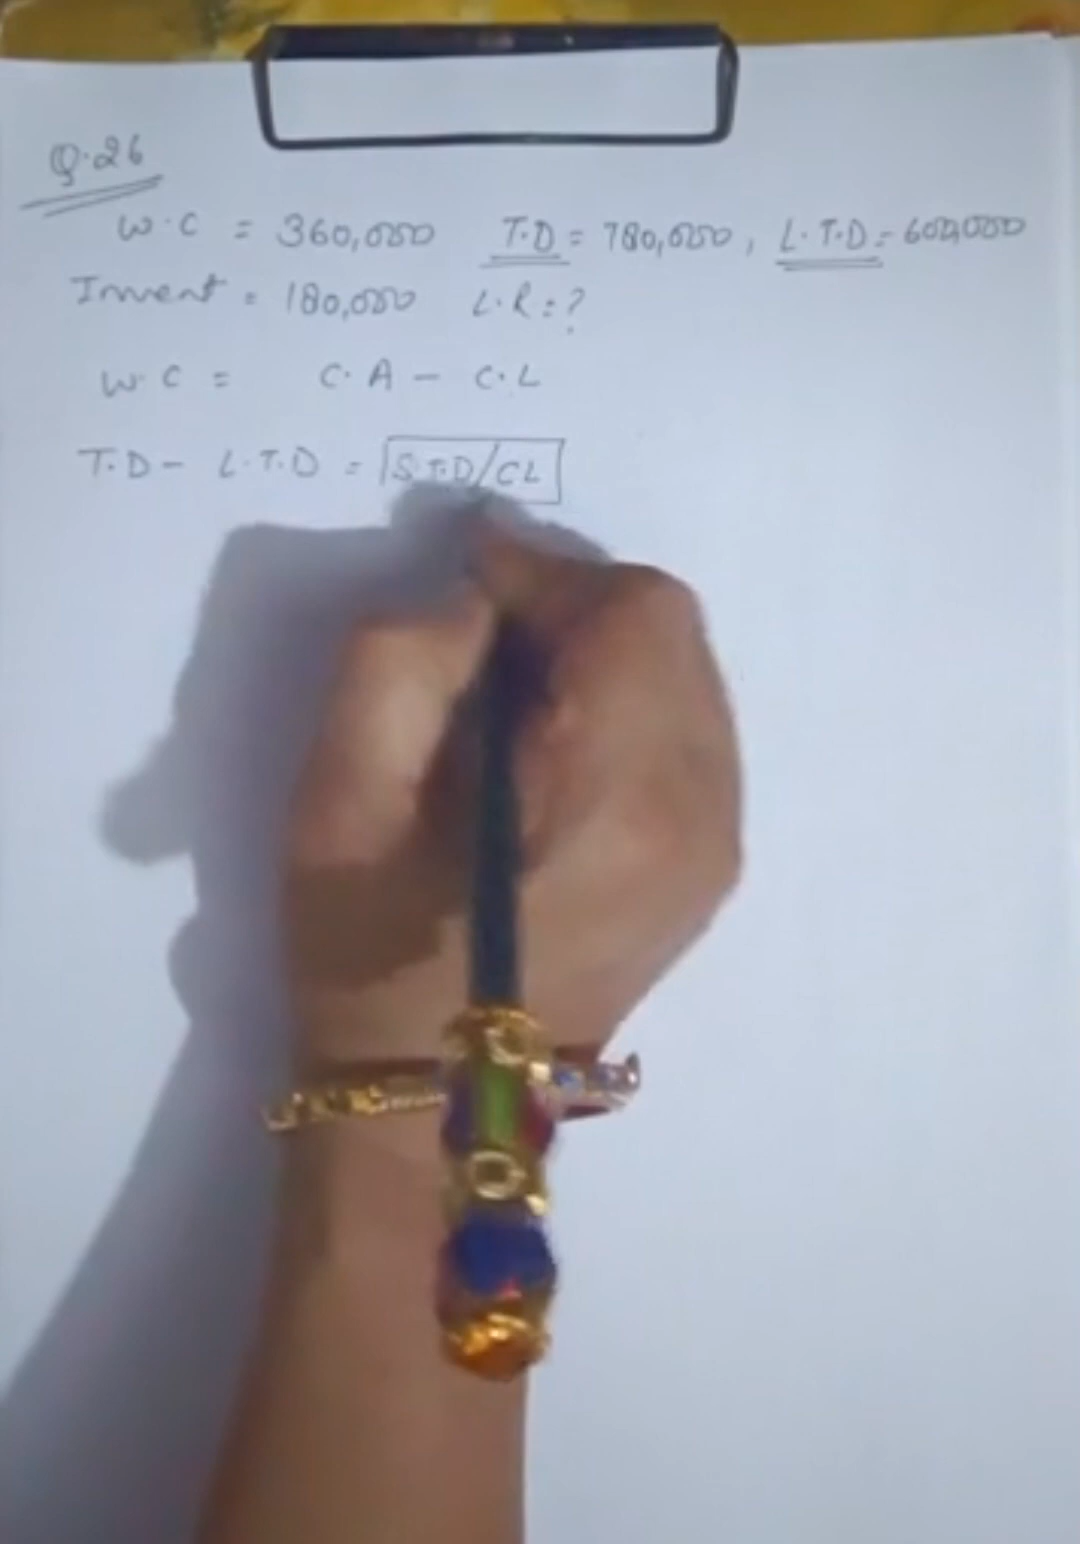 Q.26
W.C = 360,000 T.D = 780,000, L.T.D = 600,000
Invent = 180,000 L.R = ?
W.C = C.A - C.L
T.D - L.T.D = S.T.D/CL